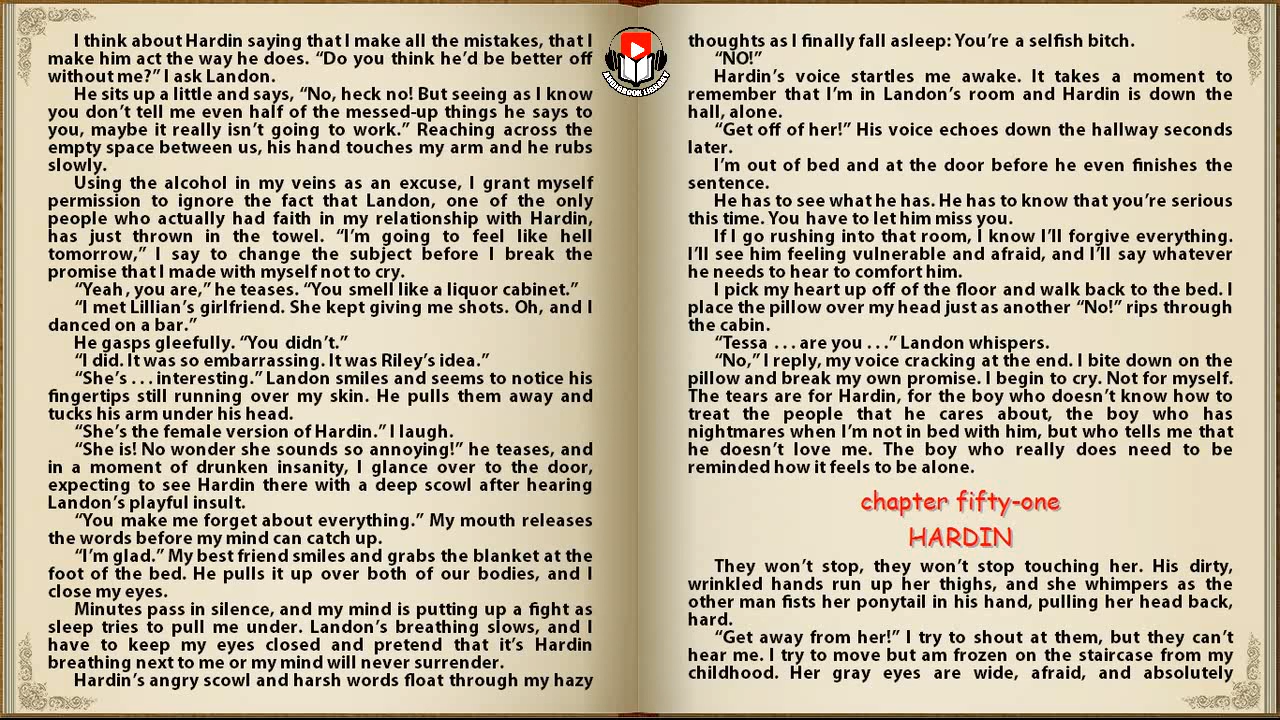 I think about Hardin saying that I make all the mistakes, that I
make him act the way he does. “Do you think he’d be better off
without me?” I ask Landon.
He sits up a little and says, “No, heck no! But seeing as I know
you don’t tell me even half of the messed-up things he says to
you, maybe it really isn’t going to work.” Reaching across the
empty space between us, his hand touches my arm and he rubs
slowly.
Using the alcohol in my veins as an excuse, I grant myself
permission to ignore the fact that Landon, one of the only
people who actually had faith in my relationship with Hardin,
has just thrown in the towel. “I’m going to feel like hell
tomorrow,” I say to change the subject before I break the
promise that I made with myself not to cry.
“Yeah, you are,” he teases. “You smell like a liquor cabinet.”
“I met Lillian’s girlfriend. She kept giving me shots. Oh, and I
danced on a bar.”
He gasps gleefully. “You didn’t.”
“I did. It was so embarrassing. It was Riley’s idea.”
“She’s . . . interesting.” Landon smiles and seems to notice his
fingertips still running over my skin. He pulls them away and
tucks his arm under his head.
“She’s the female version of Hardin.” I laugh.
“She is! No wonder she sounds so annoying!” he teases, and
in a moment of drunken insanity, I glance over to the door,
expecting to see Hardin there with a deep scowl after hearing
Landon’s playful insult.
“You make me forget about everything.” My mouth releases
the words before my mind can catch up.
“I’m glad.” My best friend smiles and grabs the blanket at the
foot of the bed. He pulls it up over both of our bodies, and I
close my eyes.
Minutes pass in silence, and my mind is putting up a fight as
sleep tries to pull me under. Landon’s breathing slows, and I
have to keep my eyes closed and pretend that it’s Hardin
breathing next to me or my mind will never surrender.
Hardin’s angry scowl and harsh words float through my hazy
AUDIOBOOK LIBRARY
thoughts as I finally fall asleep: You’re a selfish bitch.
“NO!”
Hardin’s voice startles me awake. It takes a moment to
remember that I’m in Landon’s room and Hardin is down the
hall, alone.
“Get off of her!” His voice echoes down the hallway seconds
later.
I’m out of bed and at the door before he even finishes the
sentence.
He has to see what he has. He has to know that you’re serious
this time. You have to let him miss you.
If I go rushing into that room, I know I’ll forgive everything.
I’ll see him feeling vulnerable and afraid, and I’ll say whatever
he needs to hear to comfort him.
I pick my heart up off of the floor and walk back to the bed. I
place the pillow over my head just as another “No!” rips through
the cabin.
“Tessa . . . are you . . .” Landon whispers.
“No,” I reply, my voice cracking at the end. I bite down on the
pillow and break my own promise. I begin to cry. Not for myself.
The tears are for Hardin, for the boy who doesn’t know how to
treat the people that he cares about, the boy who has
nightmares when I’m not in bed with him, but who tells me that
he doesn’t love me. The boy who really does need to be
reminded how it feels to be alone.
chapter fifty-one
HARDIN
They won’t stop, they won’t stop touching her. His dirty,
wrinkled hands run up her thighs, and she whimpers as the
other man fists her ponytail in his hand, pulling her head back,
hard.
“Get away from her!” I try to shout at them, but they can’t
hear me. I try to move but am frozen on the staircase from my
childhood. Her gray eyes are wide, afraid, and absolutely